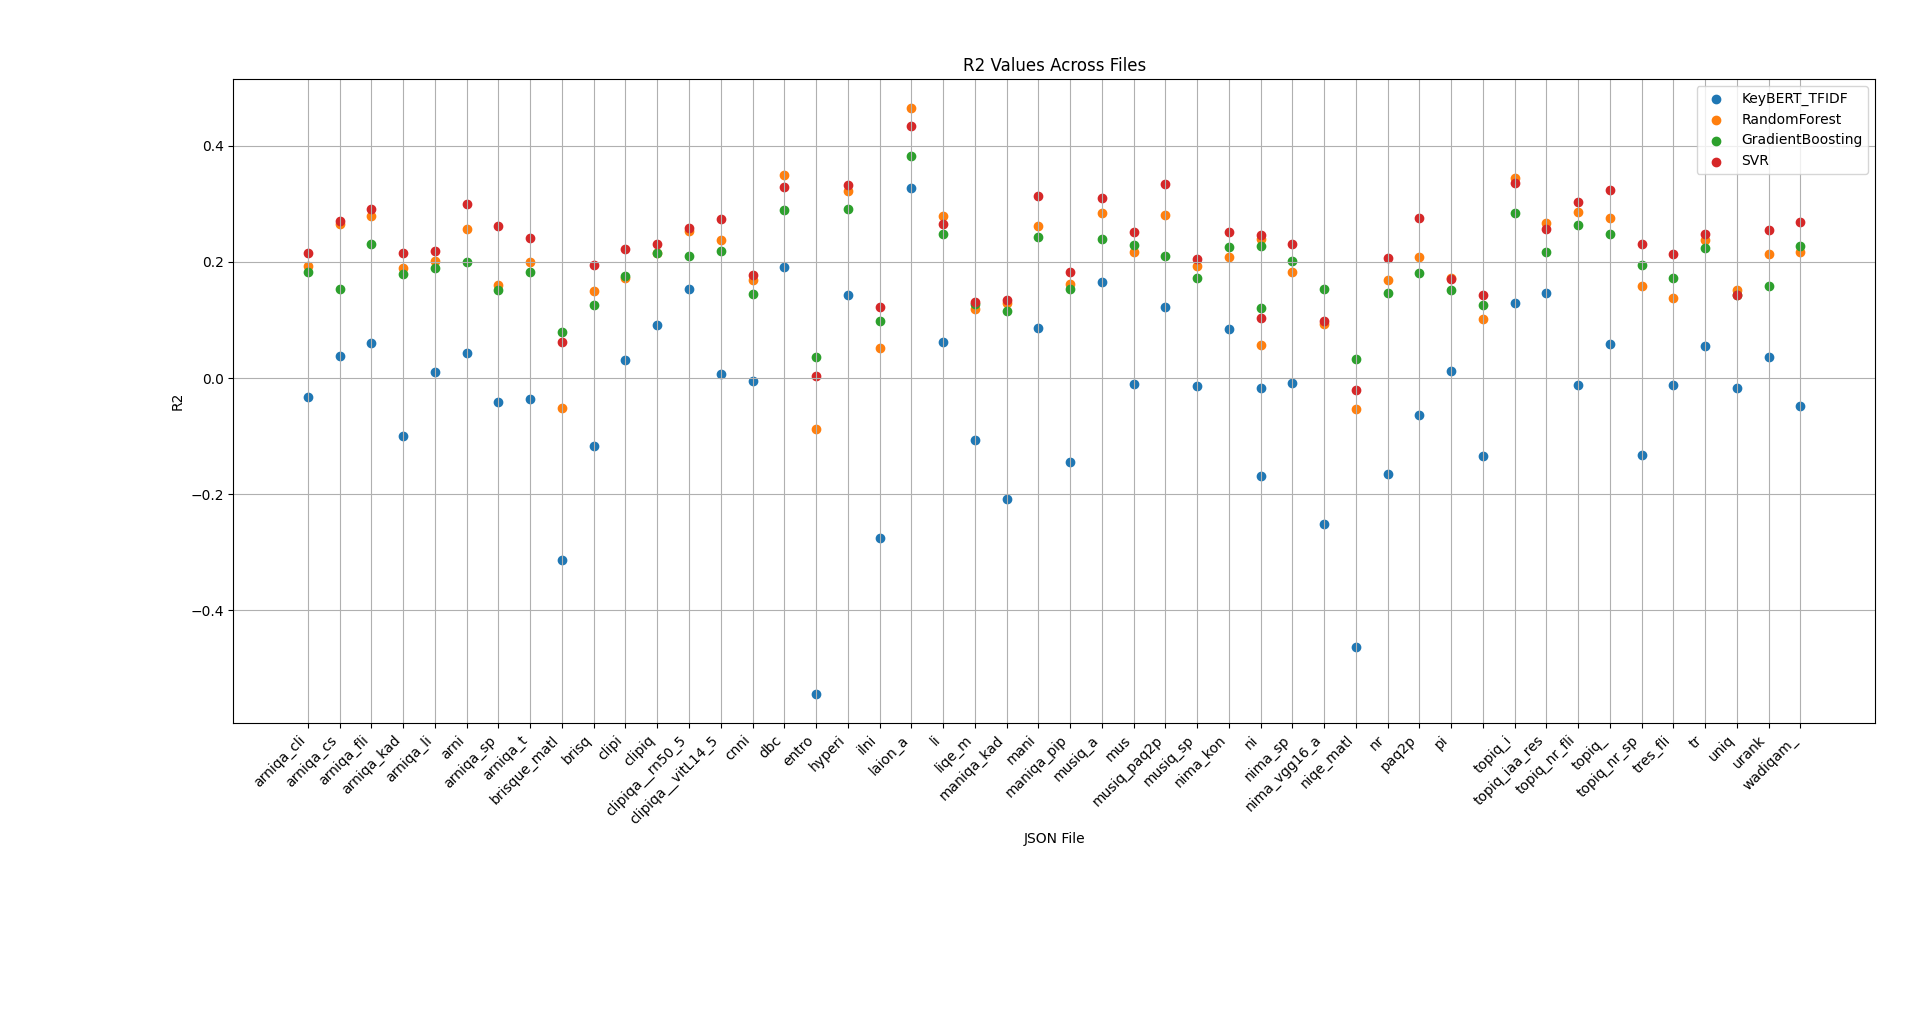 R2 Values Across Files
KeyBERT_TFIDF
RandomForest
GradientBoosting
SVR
0.4
0.2
0.0
−0.2
−0.4
R2
arniqa_cli
arniqa_cs
arniqa_fli
arniqa_kad
arniqa_li
arni
arniqa_sp
arniqa_t
brisque_matl
brisq
clipi
clipiq
clipiqa__rn50_5
clipiqa__vitL14_5
cnni
dbc
entro
hyperi
ilni
laion_a
li
liqe_m
maniqa_kad
mani
maniqa_pip
musiq_a
mus
musiq_paq2p
musiq_sp
nima_kon
ni
nima_sp
nima_vgg16_a
niqe_matl
nr
paq2p
pi
topiq_i
topiq_iaa_res
topiq_nr_fli
topiq_
topiq_nr_sp
tres_fli
tr
uniq
urank
wadiqam_
JSON File